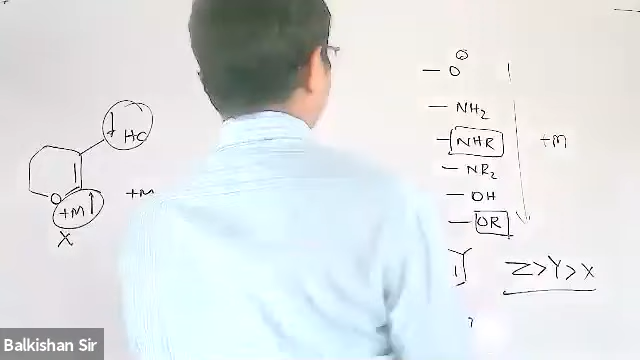 HC
O
+M↑
X
+M
— O⊖
— NH2
— NHR
— NR2
— OH
— OR
+M
Y
Z>Y>X
Balkishan Sir